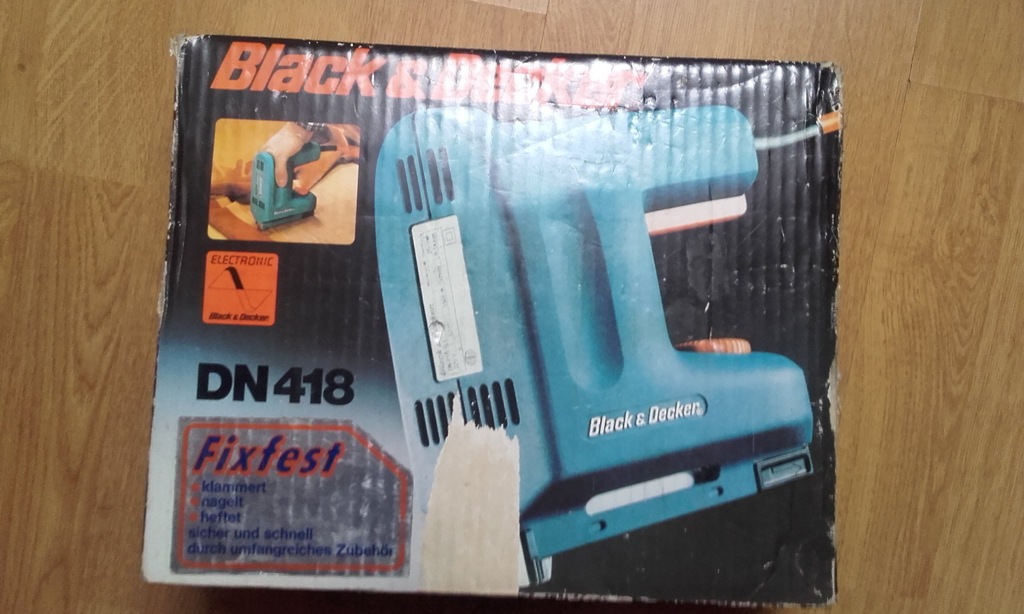 Black & Decker
ELECTRONIC
Black & Decker
DN418
Black & Decker
Fixfest
klammert
nagelt
heftet
sicher und schnell
durch umfangreiches Zubehör